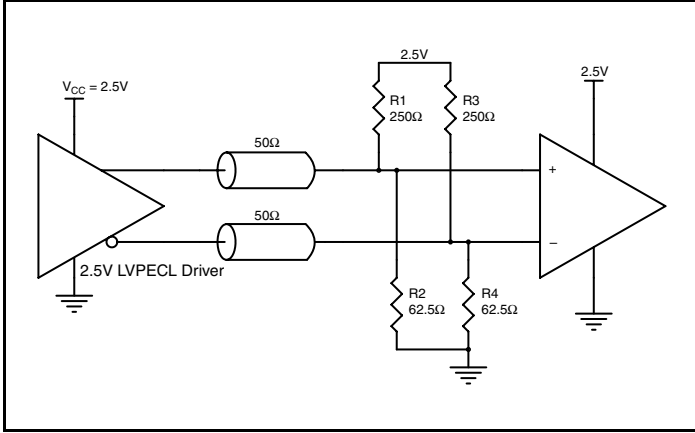 2.5V
V_CC = 2.5V
2.5V
R1
250Ω
R3
250Ω
50Ω
+
50Ω
–
2.5V LVPECL Driver
R2
62.5Ω
R4
62.5Ω